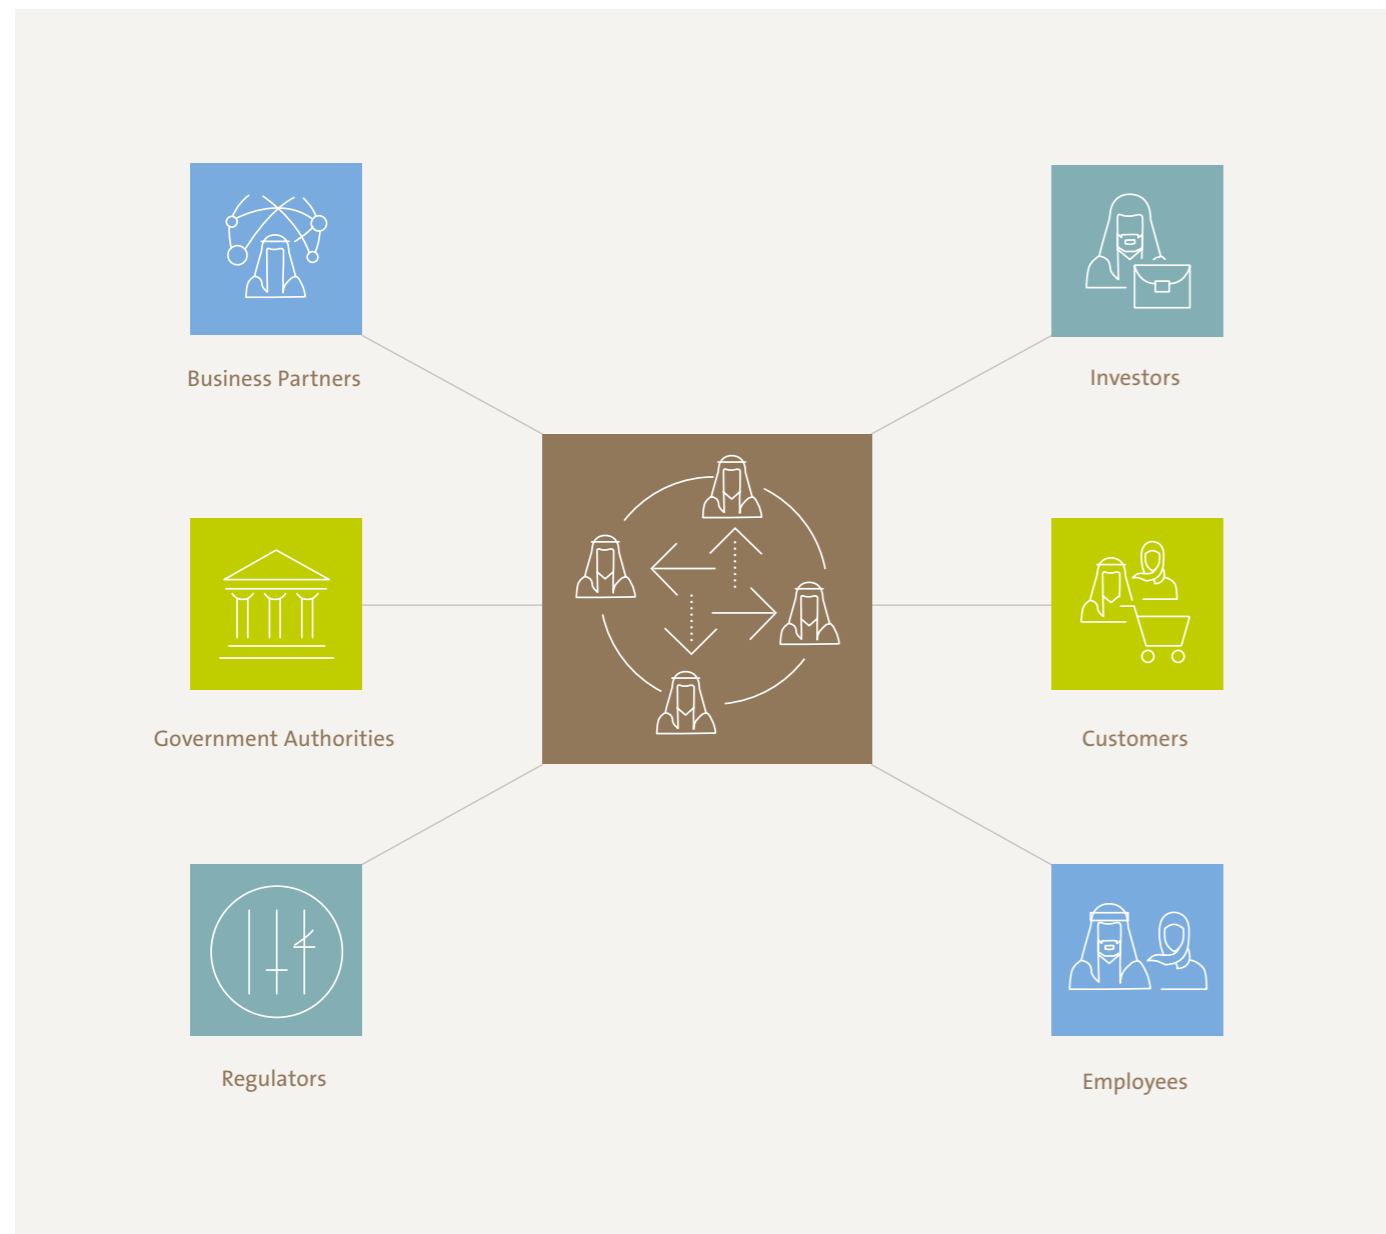 Business Partners
Investors
Government Authorities
Customers
Regulators
Employees